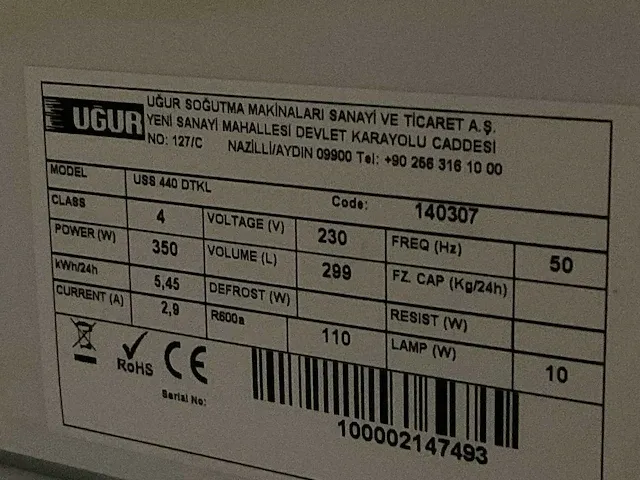 UĞUR
UĞUR SOĞUTMA MAKİNALARI SANAYİ VE TİCARET A.Ş.
YENİ SANAYİ MAHALLESİ DEVLET KARAYOLU CADDESİ
NO: 127/C NAZİLLİ/AYDIN 09900 Tel: +90 256 316 10 00
MODEL USS 440 DTKL Code: 140307
CLASS 4 VOLTAGE (V) 230 FREQ (Hz) 50
POWER (W) 350 VOLUME (L) 299 FZ. CAP (Kg/24h)
kWh/24h 5,45 DEFROST (W) RESIST (W)
CURRENT (A) 2,9 R600a 110 LAMP (W) 10
RoHS CE
Serial No:
100002147493